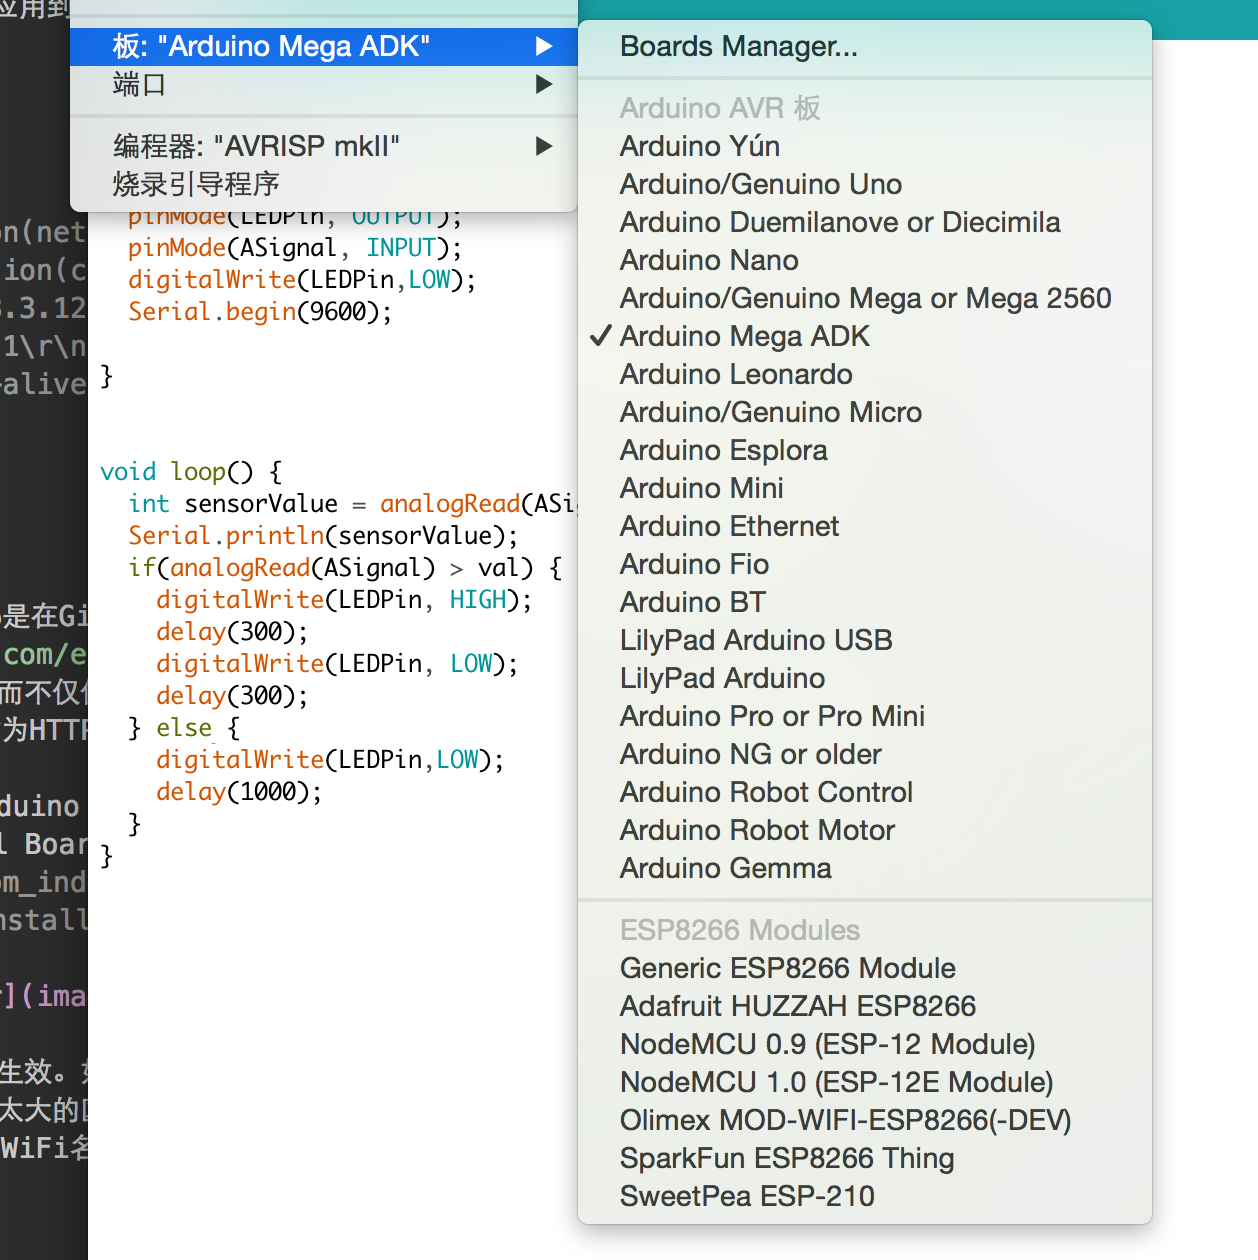 应用到
板: "Arduino Mega ADK"
端口
编程器: "AVRISP mkII"
烧录引导程序
Boards Manager...
Arduino AVR 板
Arduino Yún
Arduino/Genuino Uno
Arduino Duemilanove or Diecimila
Arduino Nano
Arduino/Genuino Mega or Mega 2560
✓ Arduino Mega ADK
Arduino Leonardo
Arduino/Genuino Micro
Arduino Esplora
Arduino Mini
Arduino Ethernet
Arduino Fio
Arduino BT
LilyPad Arduino USB
LilyPad Arduino
Arduino Pro or Pro Mini
Arduino NG or older
Arduino Robot Control
Arduino Robot Motor
Arduino Gemma
ESP8266 Modules
Generic ESP8266 Module
Adafruit HUZZAH ESP8266
NodeMCU 0.9 (ESP-12 Module)
NodeMCU 1.0 (ESP-12E Module)
Olimex MOD-WIFI-ESP8266(-DEV)
SparkFun ESP8266 Thing
SweetPea ESP-210
pinMode(LEDPin, OUTPUT);
pinMode(ASignal, INPUT);
digitalWrite(LEDPin,LOW);
Serial.begin(9600);
}
void loop() {
int sensorValue = analogRead(ASi
Serial.println(sensorValue);
if(analogRead(ASignal) > val) {
digitalWrite(LEDPin, HIGH);
delay(300);
digitalWrite(LEDPin, LOW);
delay(300);
} else {
digitalWrite(LEDPin,LOW);
delay(1000);
}
}
on(net
ion(c
.3.12
1\r\n
alive
是在Gi
com/e
而不仅
为HTTP
duino
l Boar
om_ind
nstall
](ima
生效。
太大的
WiFi名